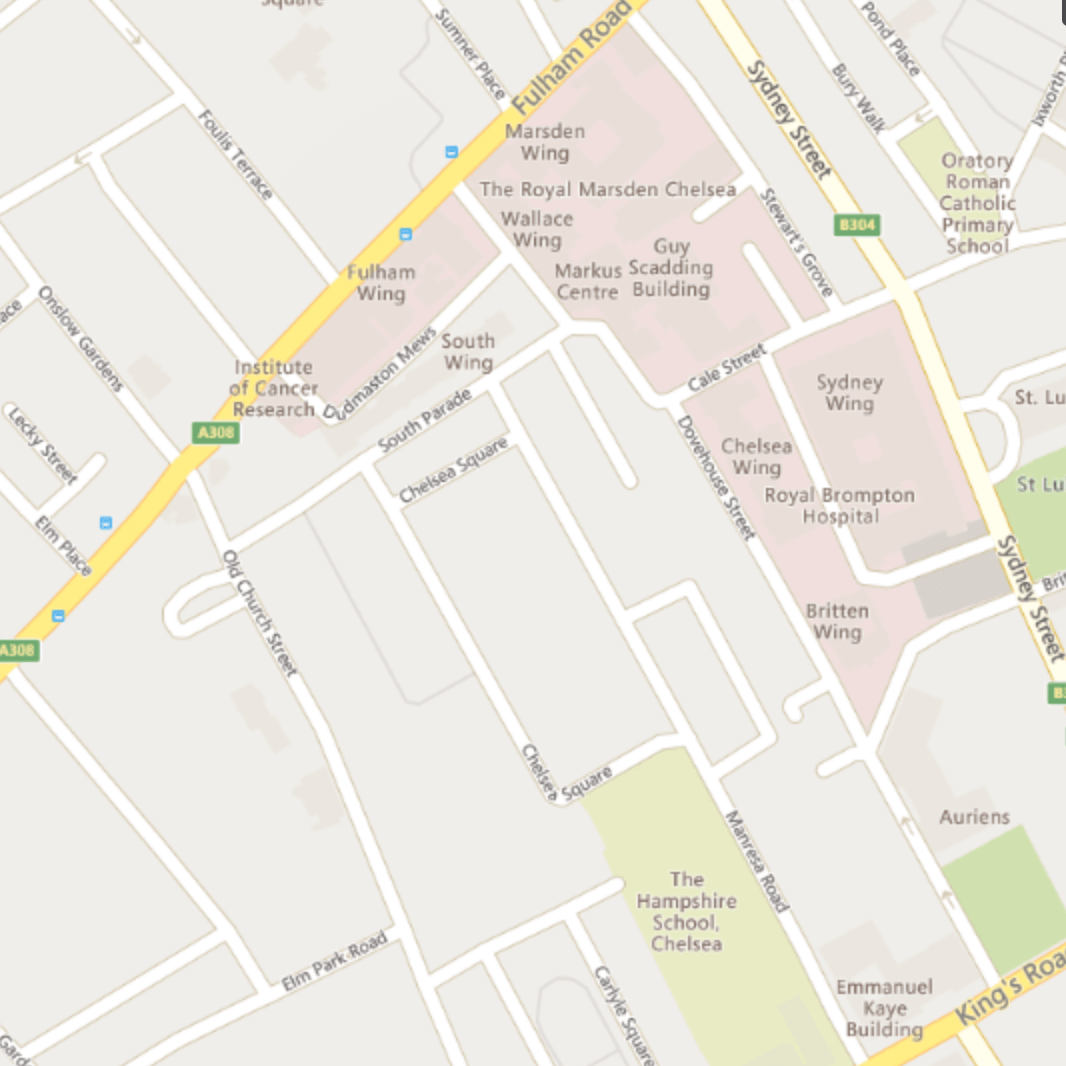 Square
Sumner Place
Fulham Road
Pond Place
Bury Walk
Sydney Street
Foulis Terrace
Marsden
Wing
The Royal Marsden Chelsea
Oratory
Roman
Catholic
Primary
School
Stewart's Grove
B304
Wallace
Wing
Guy
Scadding
Building
Markus
Centre
Fulham
Wing
Onslow Gardens
South
Wing
Dudmaston Mews
Institute
of Cancer
Research
Cale Street
Sydney
Wing
St. Lu
South Parade
A308
Lecky Street
Chelsea Square
Dovehouse Street
Chelsea
Wing
Royal Brompton
Hospital
St Lu
Elm Place
Old Church Street
Sydney Street
Brit
Britten
Wing
A308
Chelsea Square
Manresa Road
Auriens
The
Hampshire
School,
Chelsea
Elm Park Road
Carlyle Square
Emmanuel
Kaye
Building
King's Roa
Gard